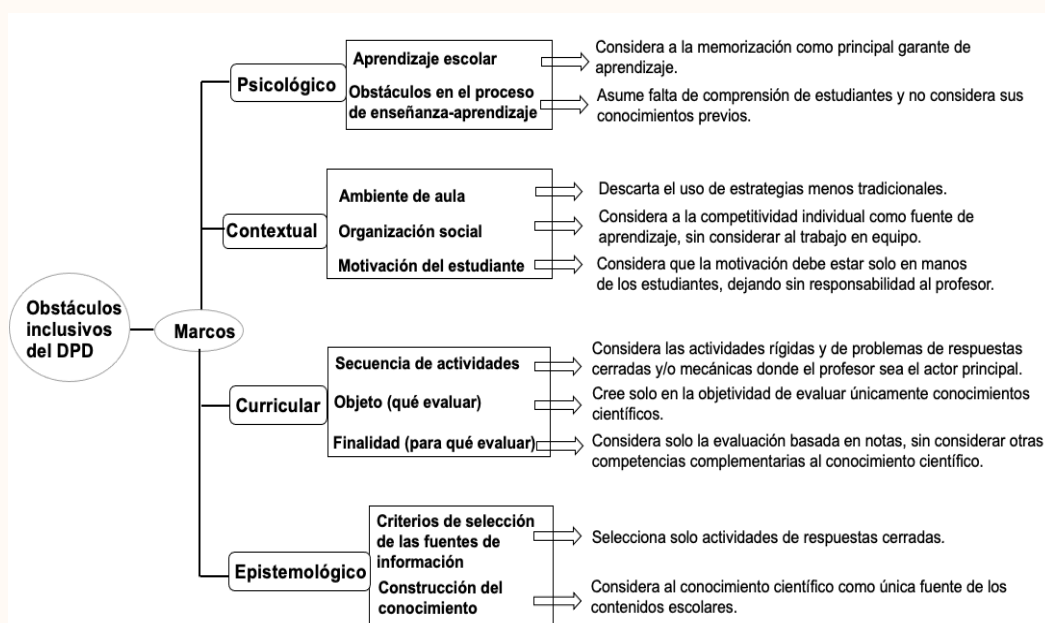 Obstáculos
inclusivos
del DPD
Marcos
Psicológico
Aprendizaje escolar
Considera a la memorización como principal garante de
aprendizaje.
Obstáculos en el proceso
de enseñanza-aprendizaje
Asume falta de comprensión de estudiantes y no considera sus
conocimientos previos.
Contextual
Ambiente de aula
Descarta el uso de estrategias menos tradicionales.
Organización social
Considera a la competitividad individual como fuente de
aprendizaje, sin considerar al trabajo en equipo.
Motivación del estudiante
Considera que la motivación debe estar solo en manos
de los estudiantes, dejando sin responsabilidad al profesor.
Curricular
Secuencia de actividades
Considera las actividades rígidas y de problemas de respuestas
cerradas y/o mecánicas donde el profesor sea el actor principal.
Objeto (qué evaluar)
Cree solo en la objetividad de evaluar únicamente conocimientos
científicos.
Finalidad (para qué evaluar)
Considera solo la evaluación basada en notas, sin considerar otras
competencias complementarias al conocimiento científico.
Epistemológico
Criterios de selección
de las fuentes de
información
Selecciona solo actividades de respuestas cerradas.
Construcción del
conocimiento
Considera al conocimiento científico como única fuente de los
contenidos escolares.